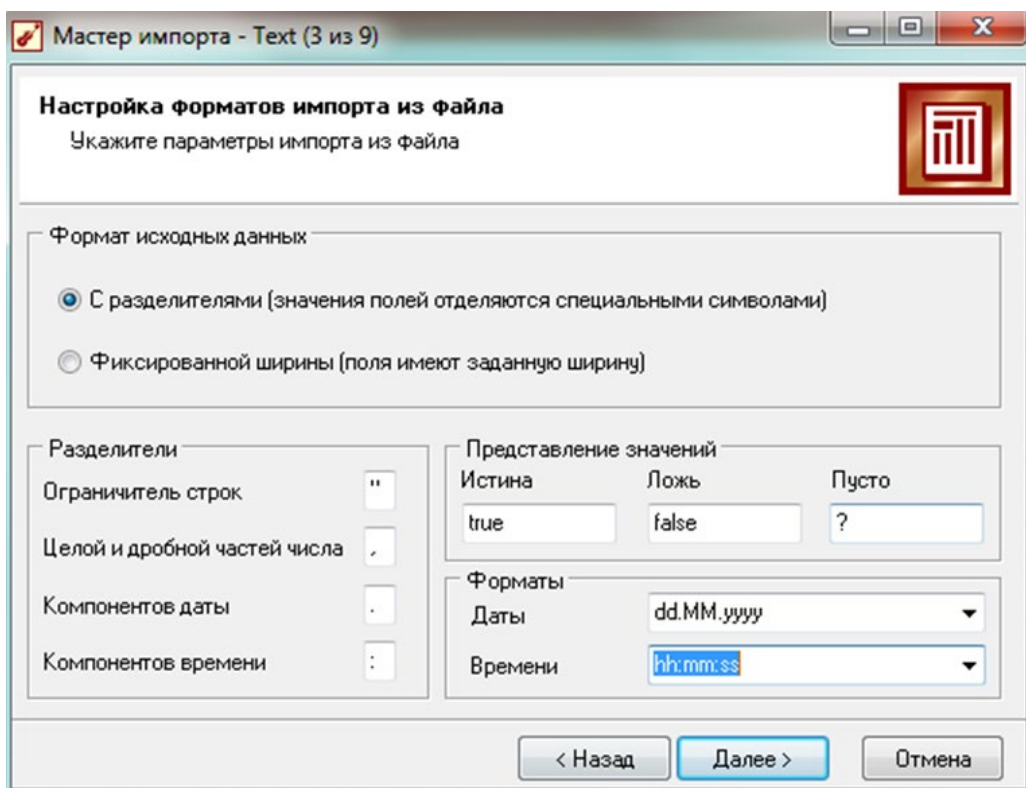 Мастер импорта - Text (3 из 9)
Настройка форматов импорта из файла
Укажите параметры импорта из файла
Формат исходных данных
С разделителями (значения полей отделяются специальными символами)
Фиксированной ширины (поля имеют заданную ширину)
Разделители
Ограничитель строк "
Целой и дробной частей числа ,
Компонентов даты .
Компонентов времени :
Представление значений
Истина Ложь Пусто
true false ?
Форматы
Даты dd.MM.yyyy
Времени hh:mm:ss
< Назад Далее > Отмена